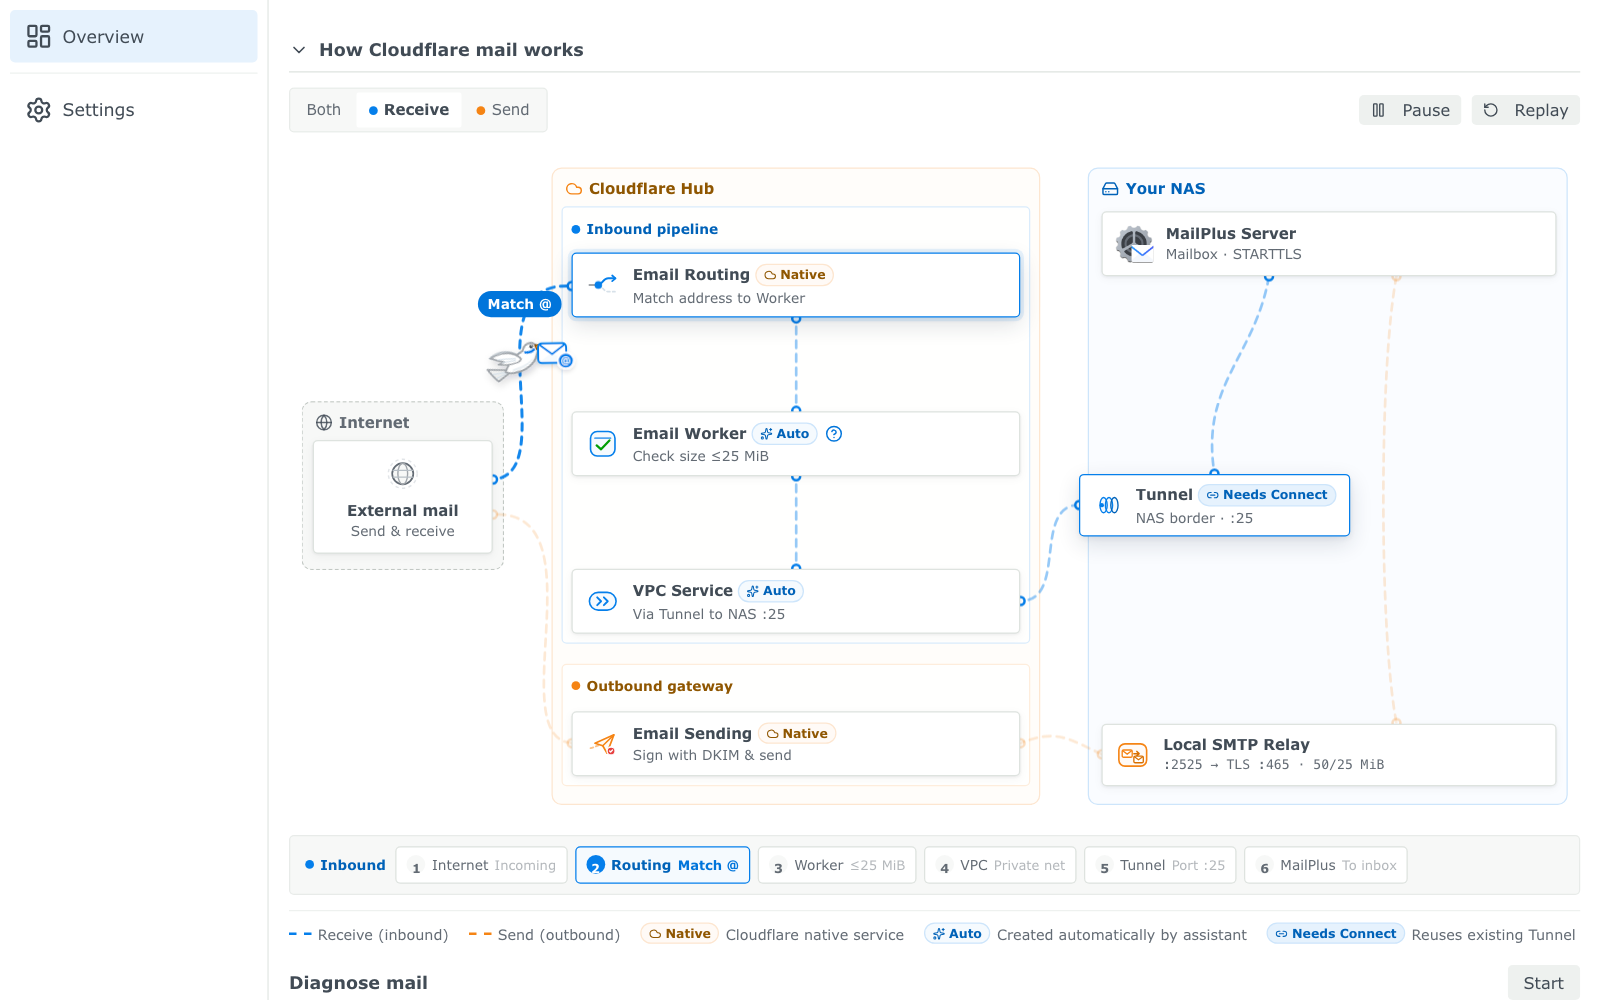 Overview
Settings
How Cloudflare mail works
Both
Receive
Send
Pause
Replay
Cloudflare Hub
Inbound pipeline
Email Routing Native
Match address to Worker
Match @
Internet
External mail
Send & receive
Email Worker Auto ?
Check size ≤25 MiB
VPC Service Auto
Via Tunnel to NAS :25
Outbound gateway
Email Sending Native
Sign with DKIM & send
Your NAS
MailPlus Server
Mailbox · STARTTLS
Tunnel Needs Connect
NAS border · :25
Local SMTP Relay
:2525 → TLS :465 · 50/25 MiB
Inbound
1 Internet Incoming
2 Routing Match @
3 Worker ≤25 MiB
4 VPC Private net
5 Tunnel Port :25
6 MailPlus To inbox
Receive (inbound)
Send (outbound)
Native Cloudflare native service
Auto Created automatically by assistant
Needs Connect Reuses existing Tunnel
Diagnose mail
Start